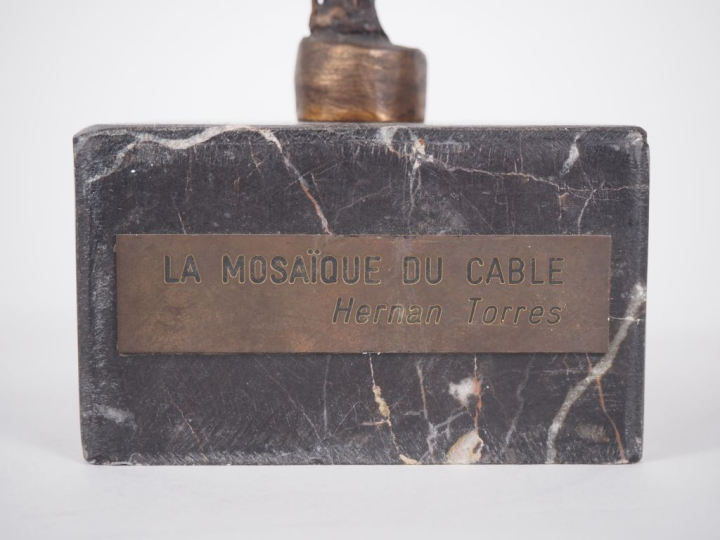 LA MOSAÏQUE DU CABLE
Hernan Torres